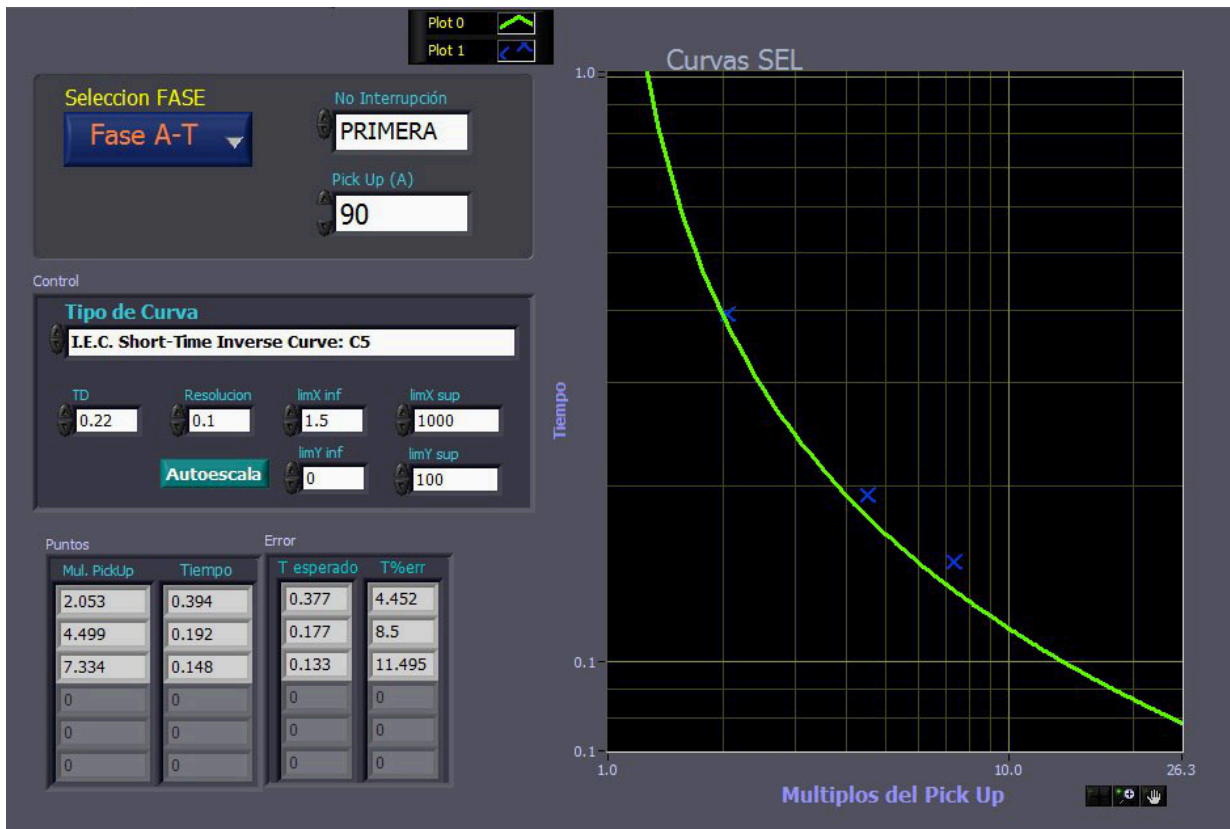 Plot 0
Plot 1
Curvas SEL
Seleccion FASE
Fase A-T
No Interrupción
PRIMERA
Pick Up (A)
90
Control
Tipo de Curva
I.E.C. Short-Time Inverse Curve: C5
TD
Resolucion
limX inf
limX sup
0.22
0.1
1.5
1000
Autoescala
limY inf
limY sup
0
100
Puntos
Error
Mul. PickUp
Tiempo
T esperado
T%err
2.053
0.394
0.377
4.452
4.499
0.192
0.177
8.5
7.334
0.148
0.133
11.495
0
0
0
0
0
0
0
0
0
0
0
0
Tiempo
1.0
0.1
0.1
1.0
10.0
26.3
Multiplos del Pick Up